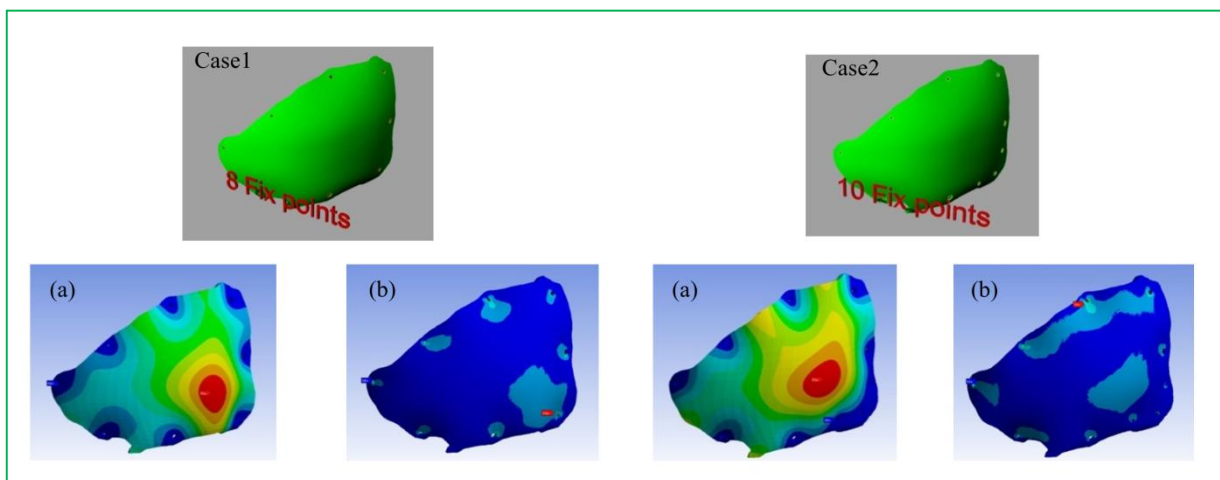 Case1
8 Fix points
Case2
10 Fix points
(a)
(b)
(a)
(b)